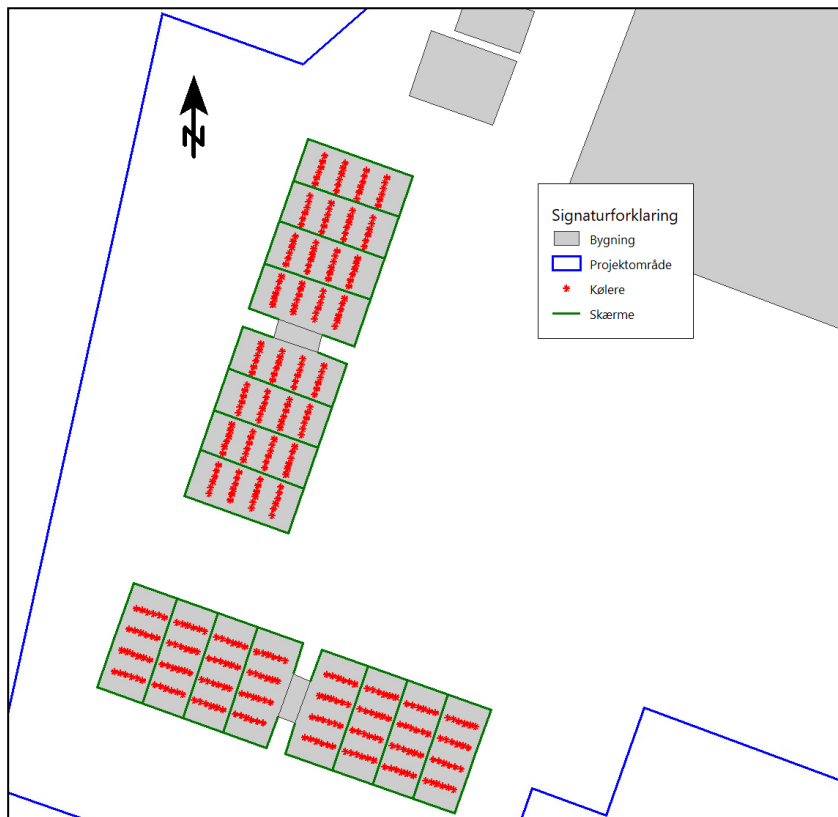 N
Signaturforklaring
Bygning
Projektområde
Kølere
Skærme